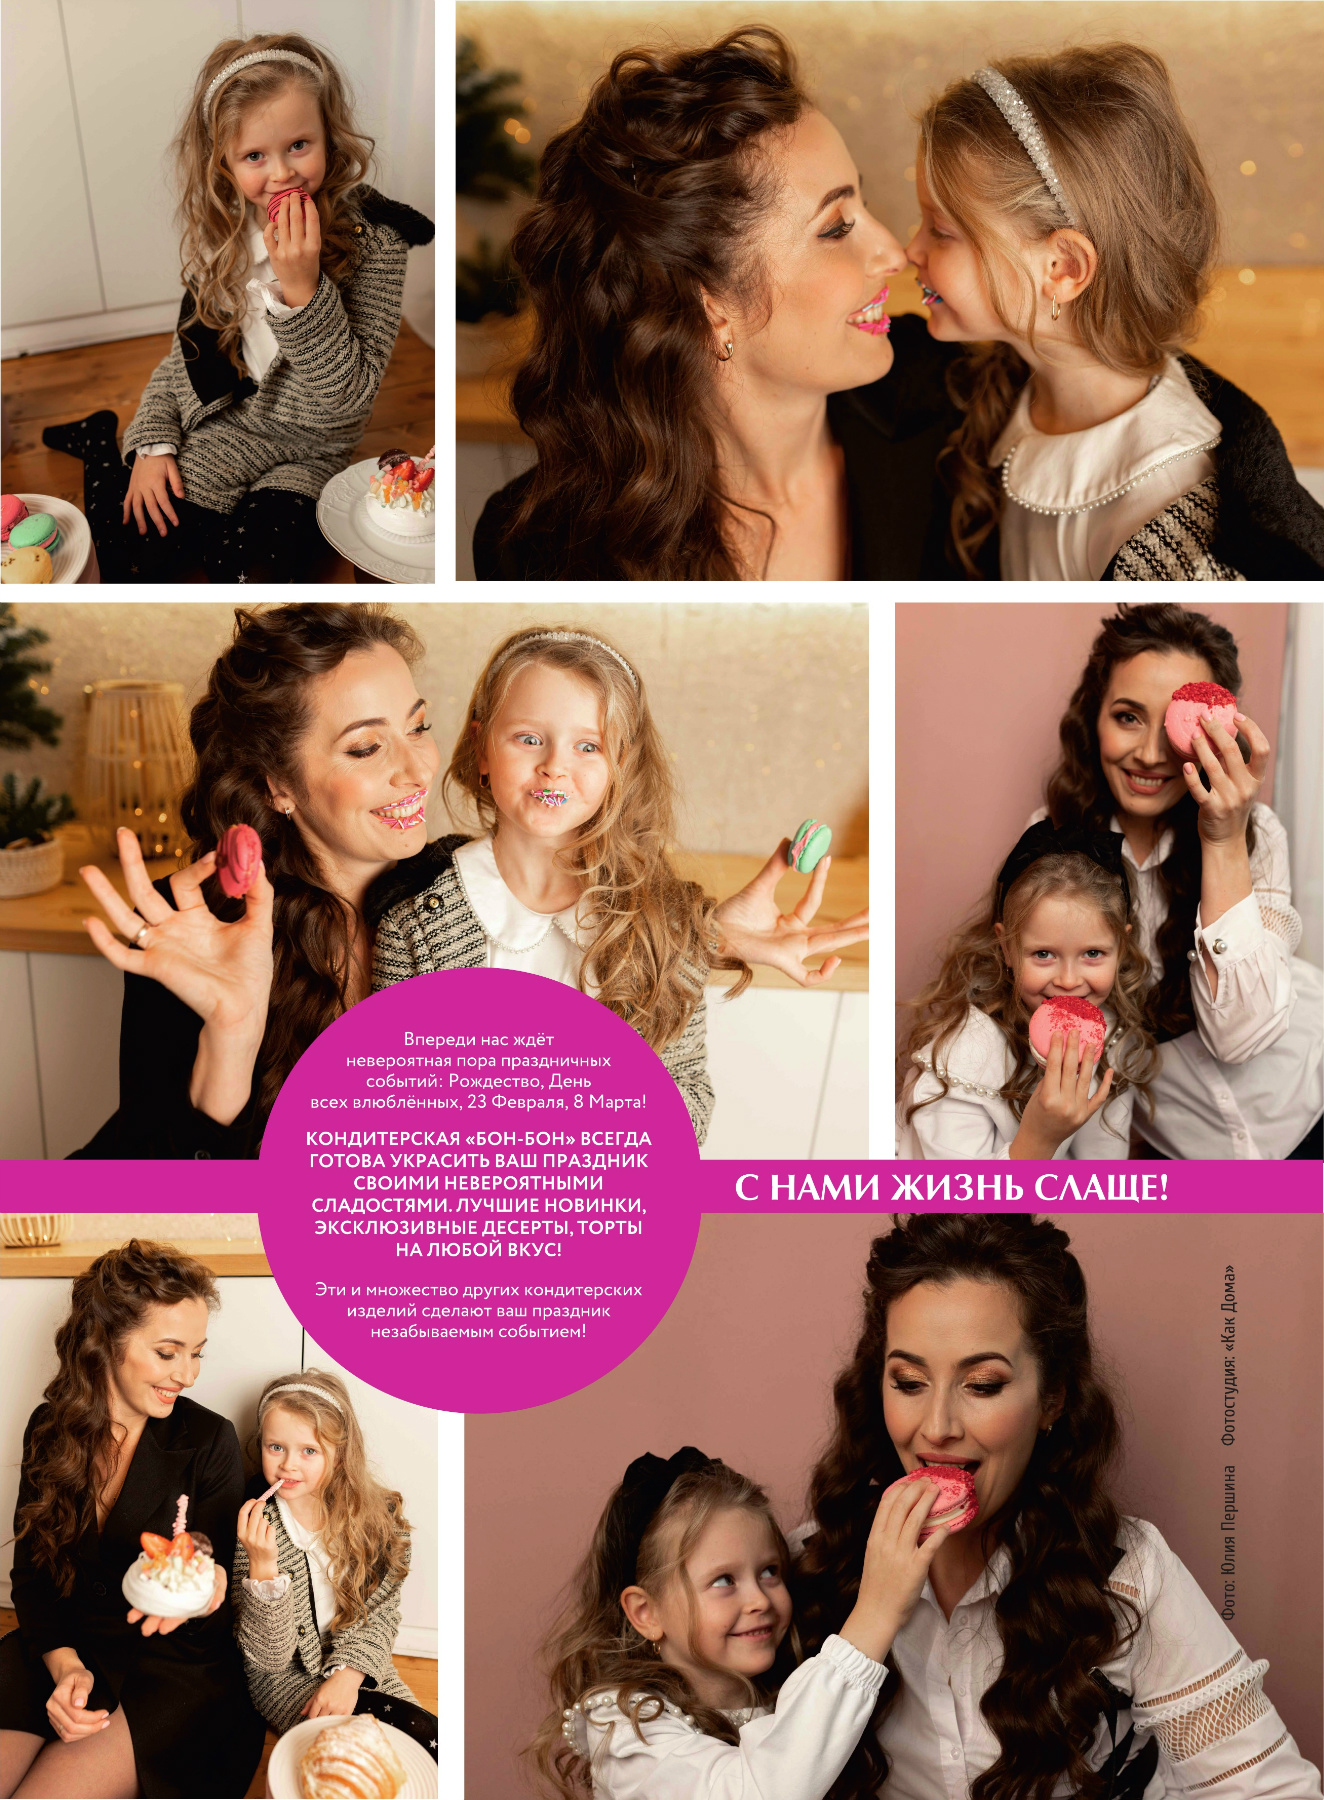 Впереди нас ждёт
невероятная пора праздничных
событий: Рождество, День
всех влюблённых, 23 Февраля, 8 Марта!
КОНДИТЕРСКАЯ «БОН-БОН» ВСЕГДА
ГОТОВА УКРАСИТЬ ВАШ ПРАЗДНИК
СВОИМИ НЕВЕРОЯТНЫМИ
СЛАДОСТЯМИ. ЛУЧШИЕ НОВИНКИ,
ЭКСКЛЮЗИВНЫЕ ДЕСЕРТЫ, ТОРТЫ
НА ЛЮБОЙ ВКУС!
Эти и множество других кондитерских
изделий сделают ваш праздник
незабываемым событием!
С НАМИ ЖИЗНЬ СЛАЩЕ!
Фото: Юлия Першина Фотостудия: «Как Дома»